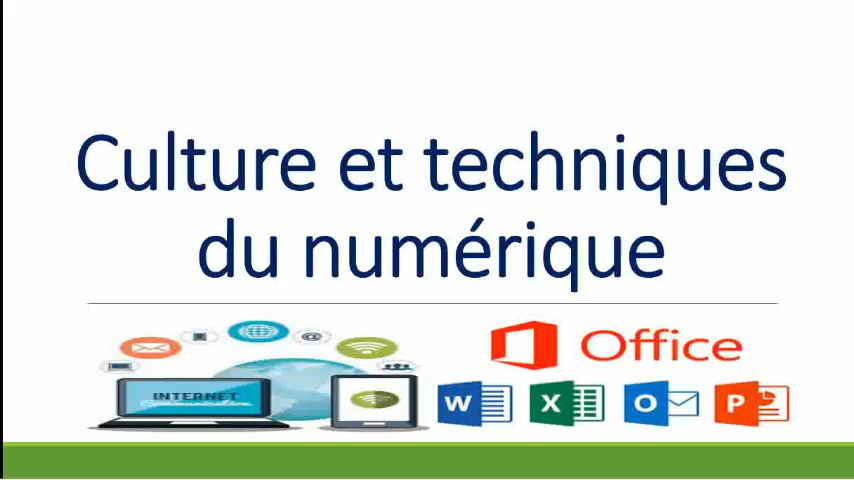 Culture et techniques
du numérique
INTERNET
Office
@
W
X
O
P